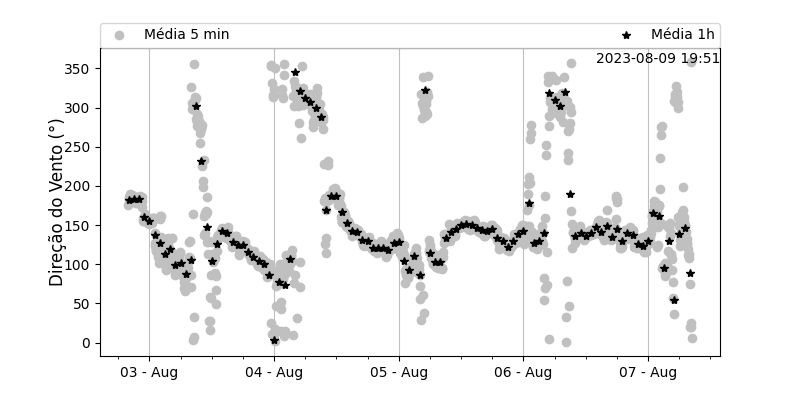 Média 5 min
Média 1h
2023-08-09 19:51
Direção do Vento (°)
350
300
250
200
150
100
50
0
03 - Aug
04 - Aug
05 - Aug
06 - Aug
07 - Aug